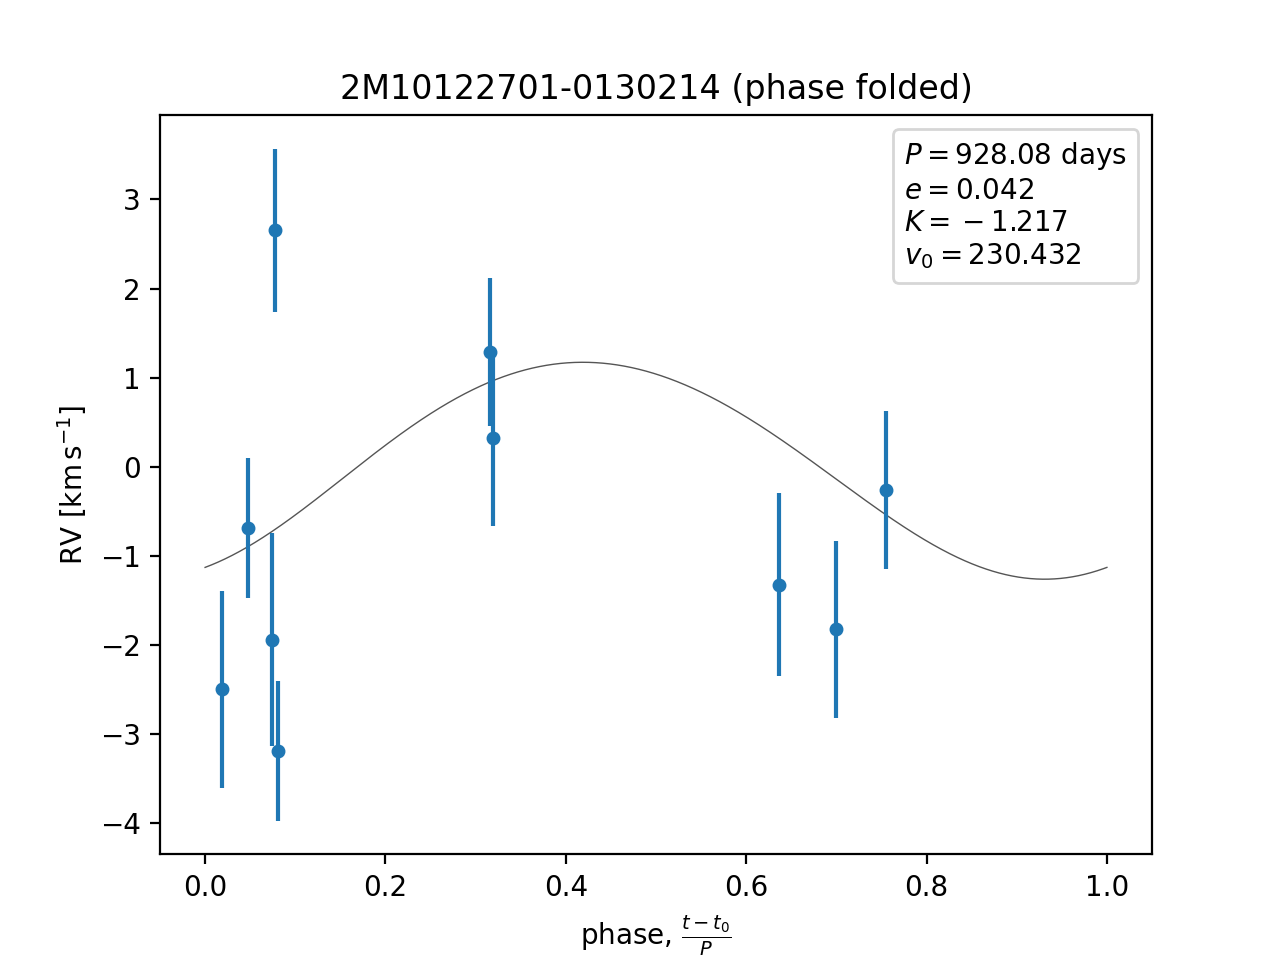 2M10122701-0130214 (phase folded)
P = 928.08 days
e = 0.042
K = −1.217
v₀ = 230.432
3
2
1
0
−1
−2
−3
−4
RV [km s⁻¹]
0.0 0.2 0.4 0.6 0.8 1.0
phase, (t − t₀)/P